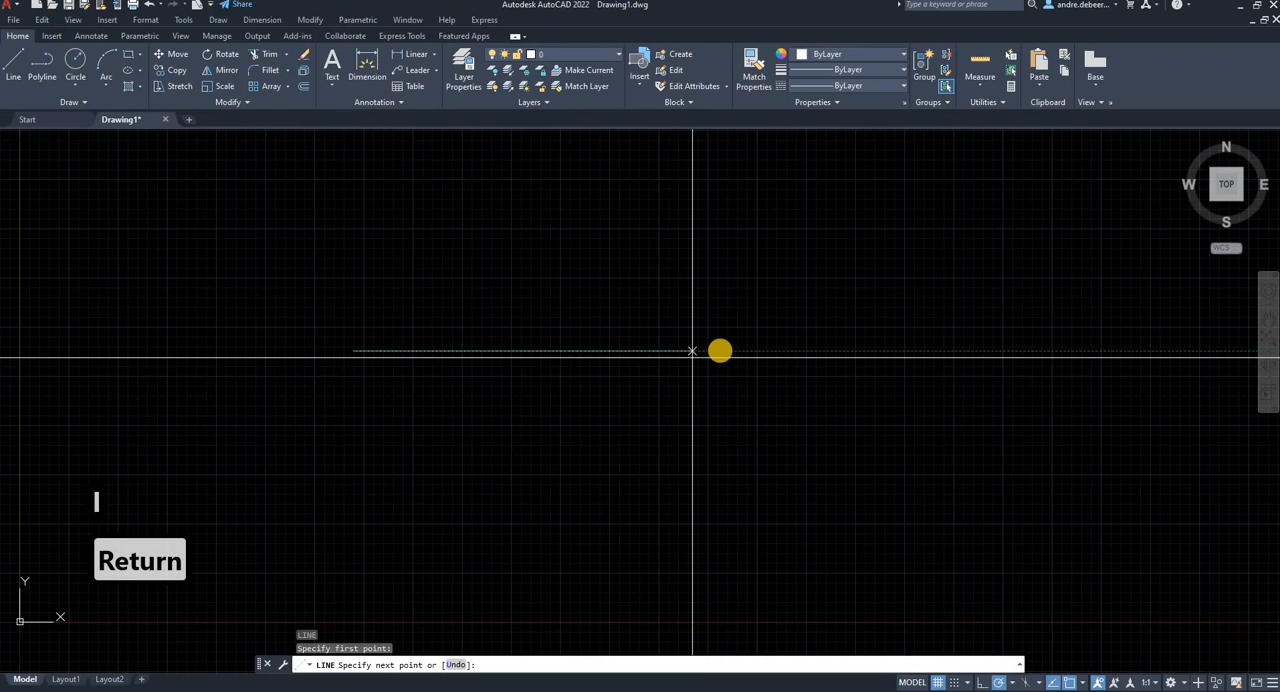 Share
Autodesk AutoCAD 2022 Drawing1.dwg
Type a keyword or phrase
andre.debeer...
File Edit View Insert Format Tools Draw Dimension Modify Parametric Window Help Express
Home Insert Annotate Parametric View Manage Output Add-ins Collaborate Express Tools Featured Apps
Move Rotate Trim Linear 0 Create ByLayer
Copy Mirror Fillet Leader Make Current Edit ByLayer
Line Polyline Circle Arc Text Dimension Layer Properties Insert Match Properties Group Measure Paste Base
Stretch Scale Array Table Match Layer Edit Attributes ByLayer
Draw Modify Annotation Layers Block Properties Groups Utilities Clipboard View
Start Drawing1*
N
W TOP E
S
WCS
l
Return
Y
X
LINE
Specify first point:
LINE Specify next point or [Undo]:
Model Layout1 Layout2 MODEL 1:1